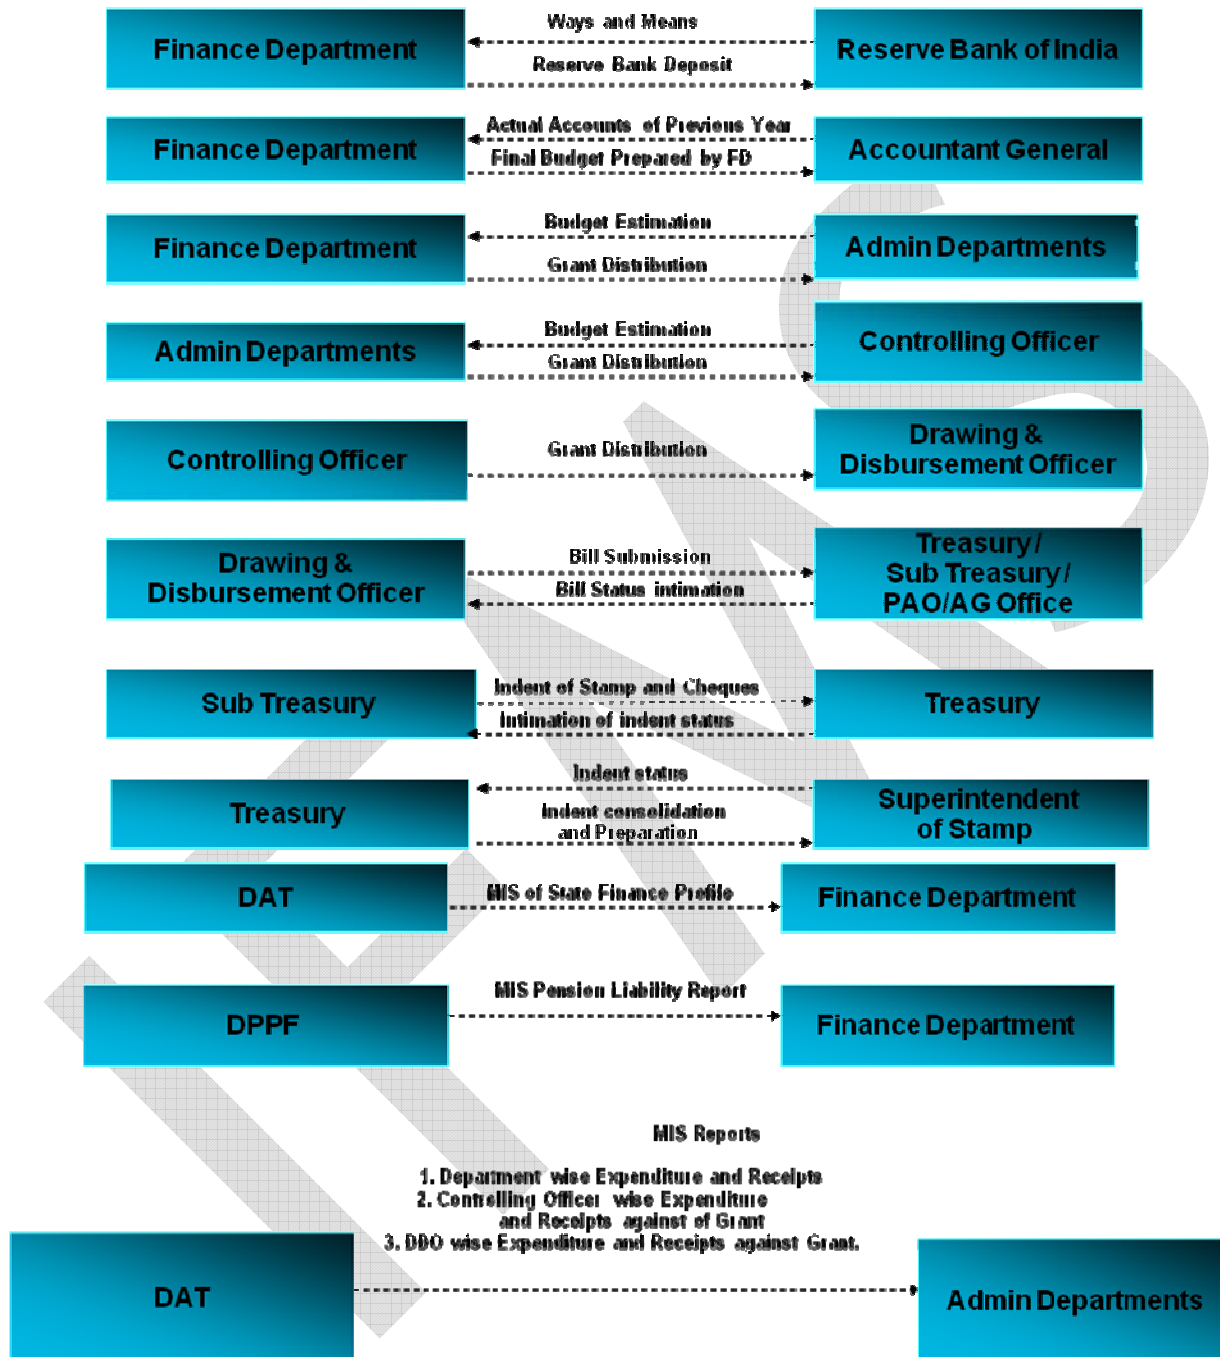 Ways and Means
Finance Department
Reserve Bank of India
Reserve Bank Deposit
Actual Accounts of Previous Year
Finance Department
Accountant General
Final Budget Prepared by FD
Budget Estimation
Finance Department
Admin Departments
Grant Distribution
Budget Estimation
Admin Departments
Controlling Officer
Grant Distribution
Controlling Officer
Grant Distribution
Drawing &
Disbursement Officer
Drawing &
Disbursement Officer
Bill Submission
Bill Status intimation
Treasury /
Sub Treasury /
PAO/AG Office
Sub Treasury
Indent of Stamp and Cheques
Intimation of indent status
Treasury
Treasury
Indent status
Indent consolidation
and Preparation
Superintendent
of Stamp
DAT
MIS of State Finance Profile
Finance Department
DPPF
MIS Pension Liability Report
Finance Department
MIS Reports
1. Department wise Expenditure and Receipts
2. Controlling Officer wise Expenditure
and Receipts against of Grant
3. DDO wise Expenditure and Receipts against Grant.
DAT
Admin Departments
IFMS